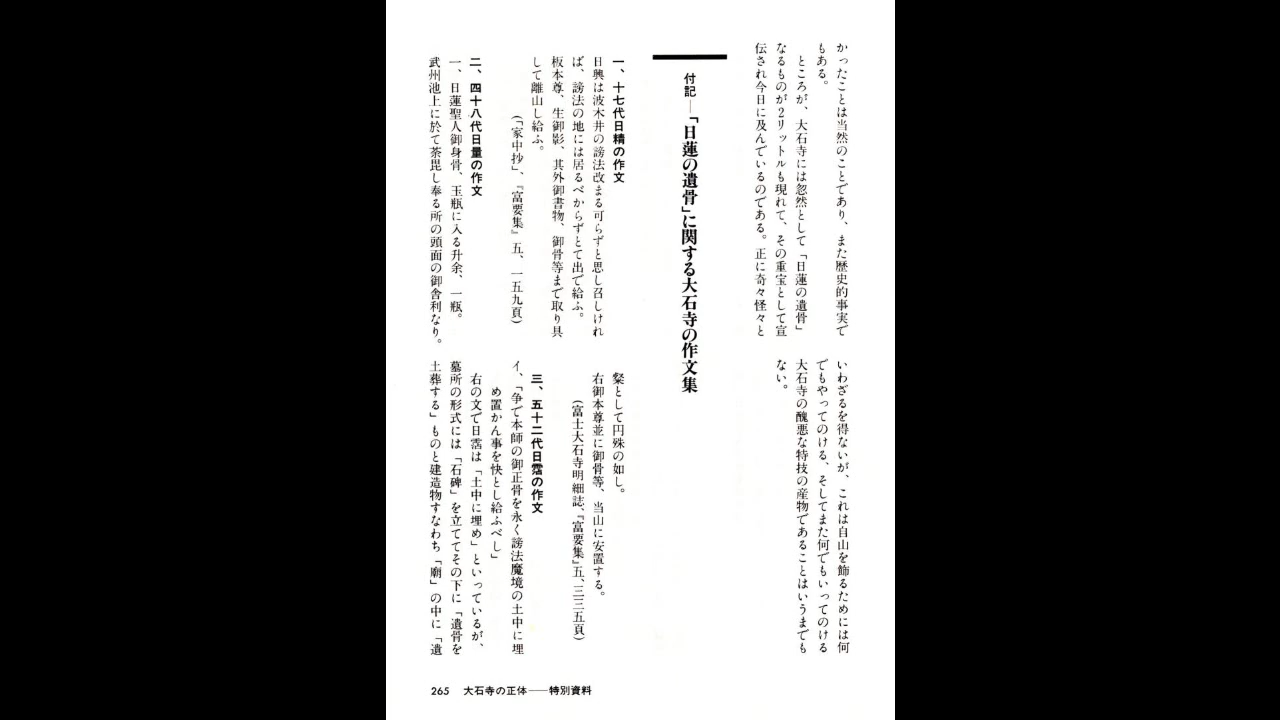 かったことは当然のことであり、また歴史的事実で
もある。
ところが、大石寺には忽然として「日蓮の遺骨」
なるものが2リットルも現れて、その重宝として宣
伝され今日に及んでいるのである。正に奇々怪々と
いわざるを得ないが、これは自山を飾るためには何
でもやってのける、そしてまた何でもいってのける
大石寺の醜悪な特技の産物であることはいうまでも
ない。
付記―「日蓮の遺骨」に関する大石寺の作文集
一、十七代日精の作文
日興は波木井の謗法改まる可らずと思し召しけれ
ば、謗法の地には居るべからずとて出で給ふ。
板本尊、生御影、其外御書物、御骨等まで取り具
して離山し給ふ。
(「家中抄」、『富要集』五、一五九頁)
二、四十八代日量の作文
一、日蓮聖人御身骨、玉瓶に入る升余、一瓶。
武州池上に於て荼毘し奉る所の頭面の御舎利なり。
粲として円殊の如し。
右御本尊並に御骨等、当山に安置する。
(富士大石寺明細誌、『富要集』五、三三五頁)
三、五十二代日霑の作文
イ、「争で本師の御正骨を永く謗法魔境の土中に埋
め置かん事を快とし給ふべし」
右の文で日霑は「土中に埋め」といっているが、
墓所の形式には「石碑」を立ててその下に「遺骨を
土葬する」ものと建造物すなわち「廟」の中に「遺
265 大石寺の正体――特別資料